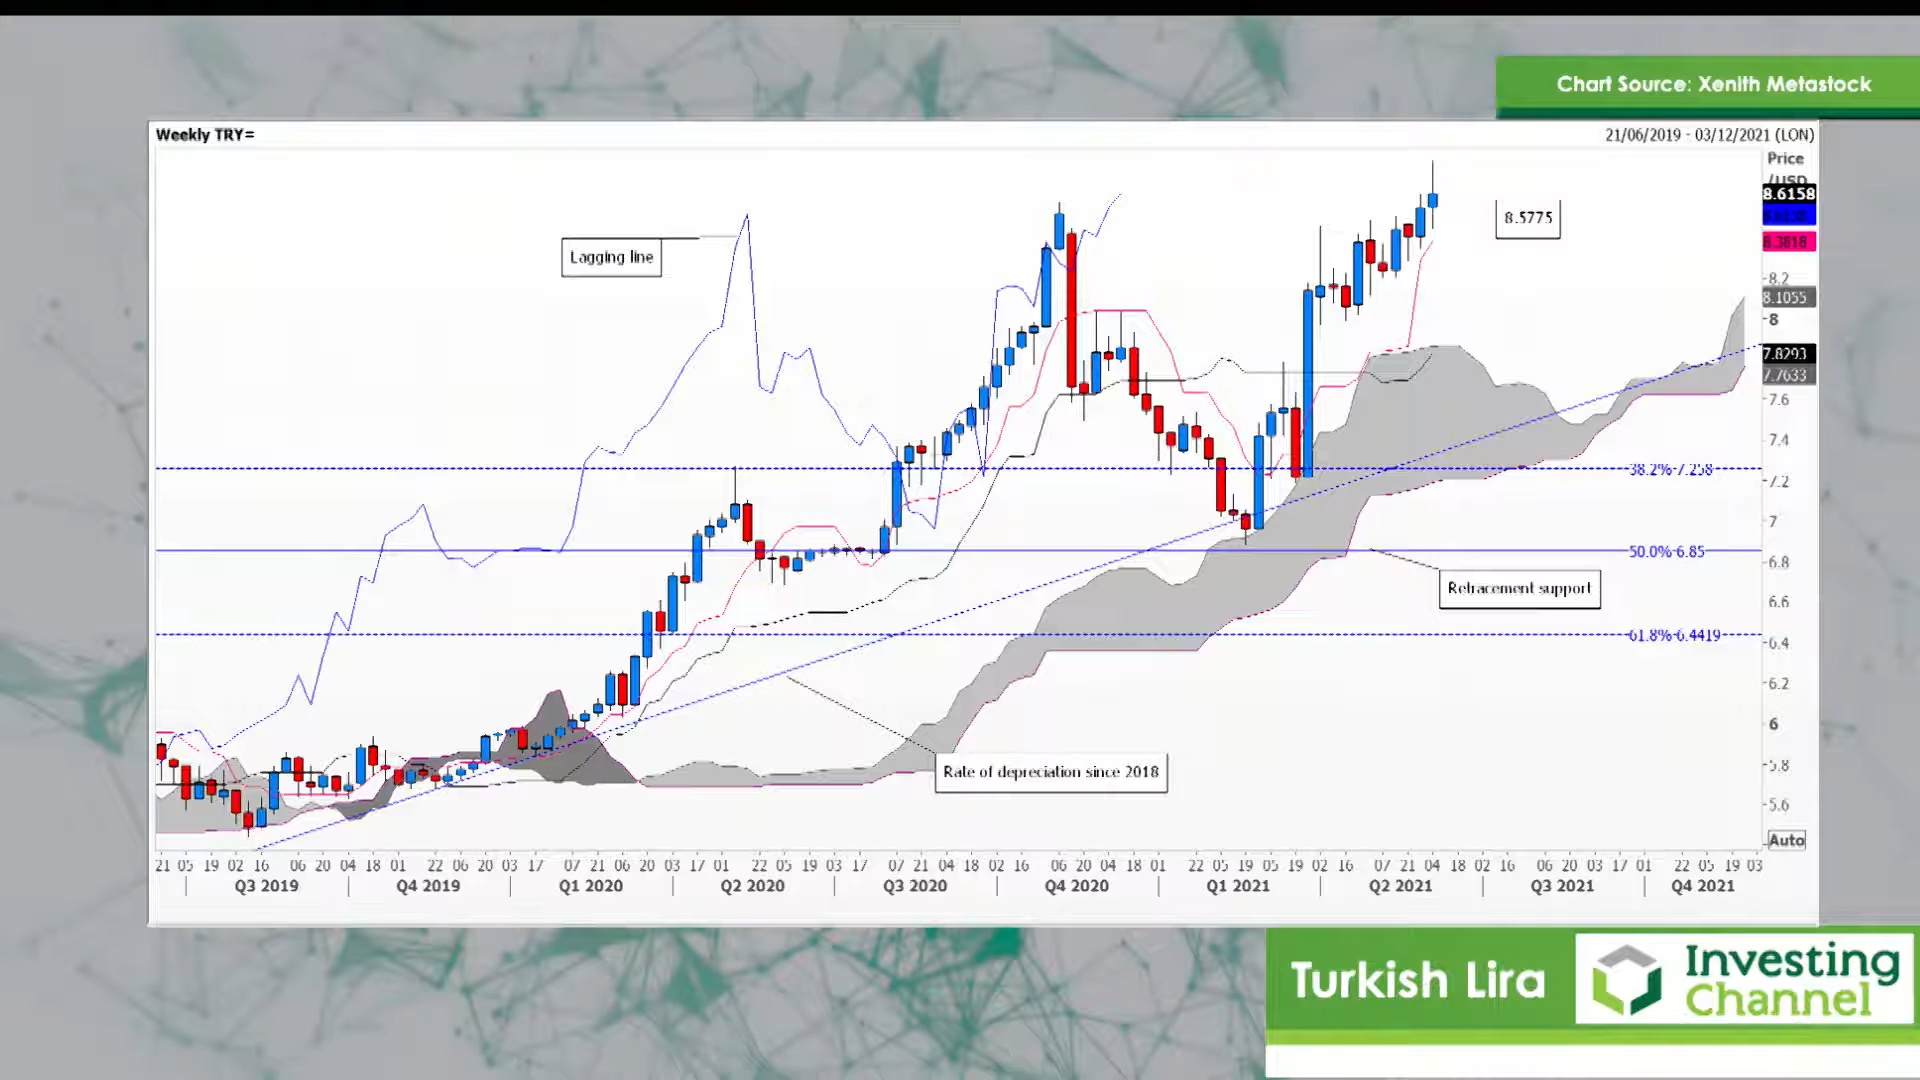 Chart Source: Xenith Metastock
Weekly TRY=
21/06/2019 - 03/12/2021 (LON)
Price
/USD
8.6158
8.3818
8.5775
Lagging line
8.2
8.1055
8
7.8293
7.7633
7.6
7.4
38.2% 7.258
7.2
7
50.0% 6.85
6.8
Retracement support
6.6
61.8% 6.4419
6.4
6.2
6
Rate of depreciation since 2018
5.8
5.6
Auto
21 05 19 02 16 06 20 04 18 01 22 06 20 03 17 07 21 06 20 03 17 01 22 05 19 03 17 07 21 04 18 02 16 06 20 04 18 01 22 05 19 05 19 02 16 07 21 04 18 02 16 06 20 03 17 01 22 05 19 03
Q3 2019 Q4 2019 Q1 2020 Q2 2020 Q3 2020 Q4 2020 Q1 2021 Q2 2021 Q3 2021 Q4 2021
Turkish Lira
Investing
Channel